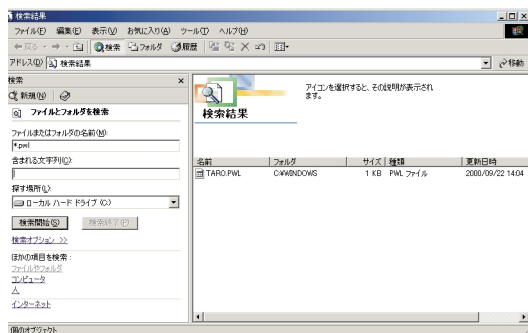 検索結果
ファイル(F) 編集(E) 表示(V) お気に入り(A) ツール(T) ヘルプ(H)
戻る 検索 フォルダ 履歴
アドレス(D) 検索結果 移動
検索
新規(N)
ファイルとフォルダを検索
ファイルまたはフォルダの名前(M):
*.pwl
含まれる文字列(C):
探す場所(L):
ローカル ハード ドライブ (C:)
検索開始(S) 検索終了(P)
検索オプション >>
ほかの項目を検索:
ファイルやフォルダ
コンピュータ
人
インターネット
検索結果
アイコンを選択すると、その説明が表示され
ます。
名前 フォルダ サイズ 種類 更新日時
TARO.PWL C:¥WINDOWS 1 KB PWL ファイル 2000/09/22 14:04
個のオブジェクト